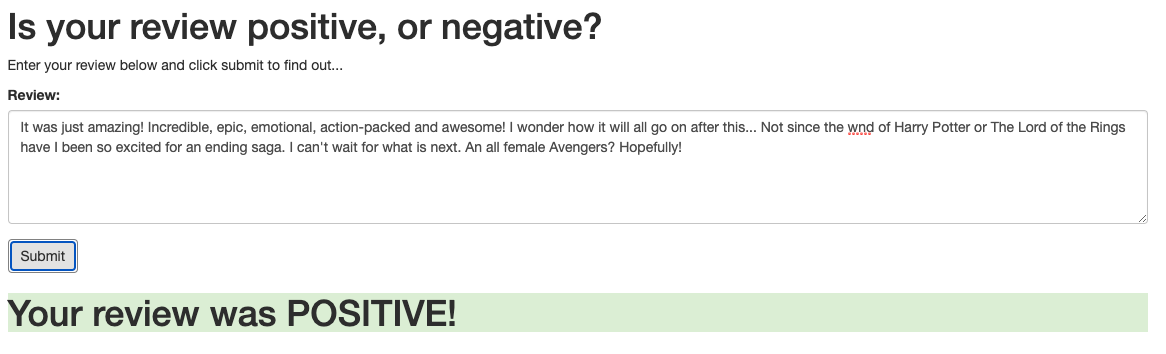 Is your review positive, or negative?
Enter your review below and click submit to find out...
Review:
It was just amazing! Incredible, epic, emotional, action-packed and awesome! I wonder how it will all go on after this... Not since the wnd of Harry Potter or The Lord of the Rings
have I been so excited for an ending saga. I can't wait for what is next. An all female Avengers? Hopefully!
Submit
Your review was POSITIVE!